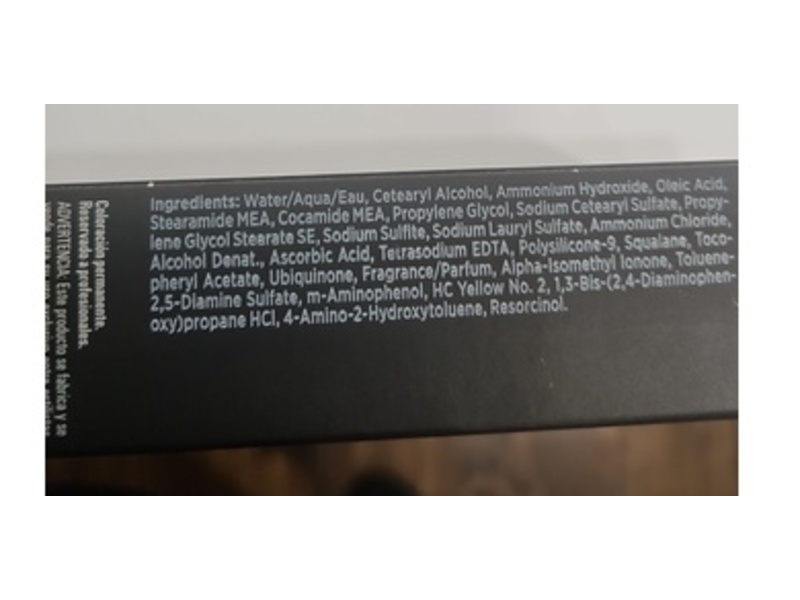 Ingredients: Water/Aqua/Eau, Cetearyl Alcohol, Ammonium Hydroxide, Oleic Acid,
Stearamide MEA, Cocamide MEA, Propylene Glycol, Sodium Cetearyl Sulfate, Propy-
lene Glycol Stearate SE, Sodium Sulfite, Sodium Lauryl Sulfate, Ammonium Chloride,
Alcohol Denat., Ascorbic Acid, Tetrasodium EDTA, Polysilicone-9, Squalane, Toco-
pheryl Acetate, Ubiquinone, Fragrance/Parfum, Alpha-Isomethyl Ionone, Toluene-
2,5-Diamine Sulfate, m-Aminophenol, HC Yellow No. 2, 1,3-Bis-(2,4-Diaminophen-
oxy)propane HCl, 4-Amino-2-Hydroxytoluene, Resorcinol.
Coloración permanente.
Reservado a profesionales.
ADVERTENCIA: Este producto se fabrica y se